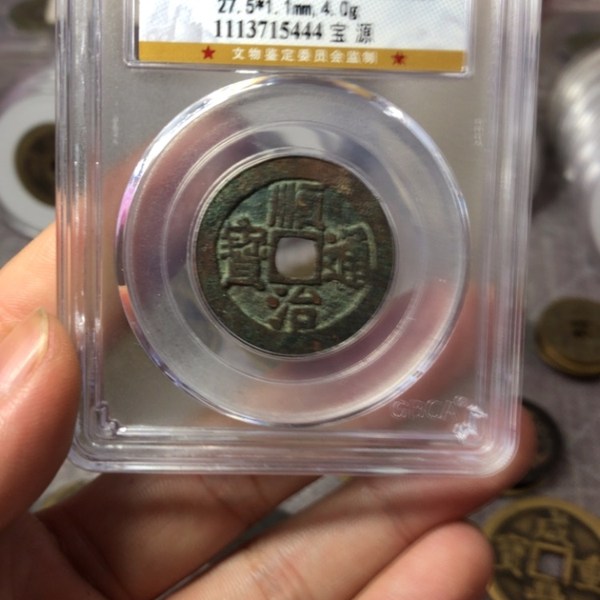 27.5*1.1mm, 4.0g
1113715444 宝 源
★ 文物鉴定委员会监制 ★
順治通寳